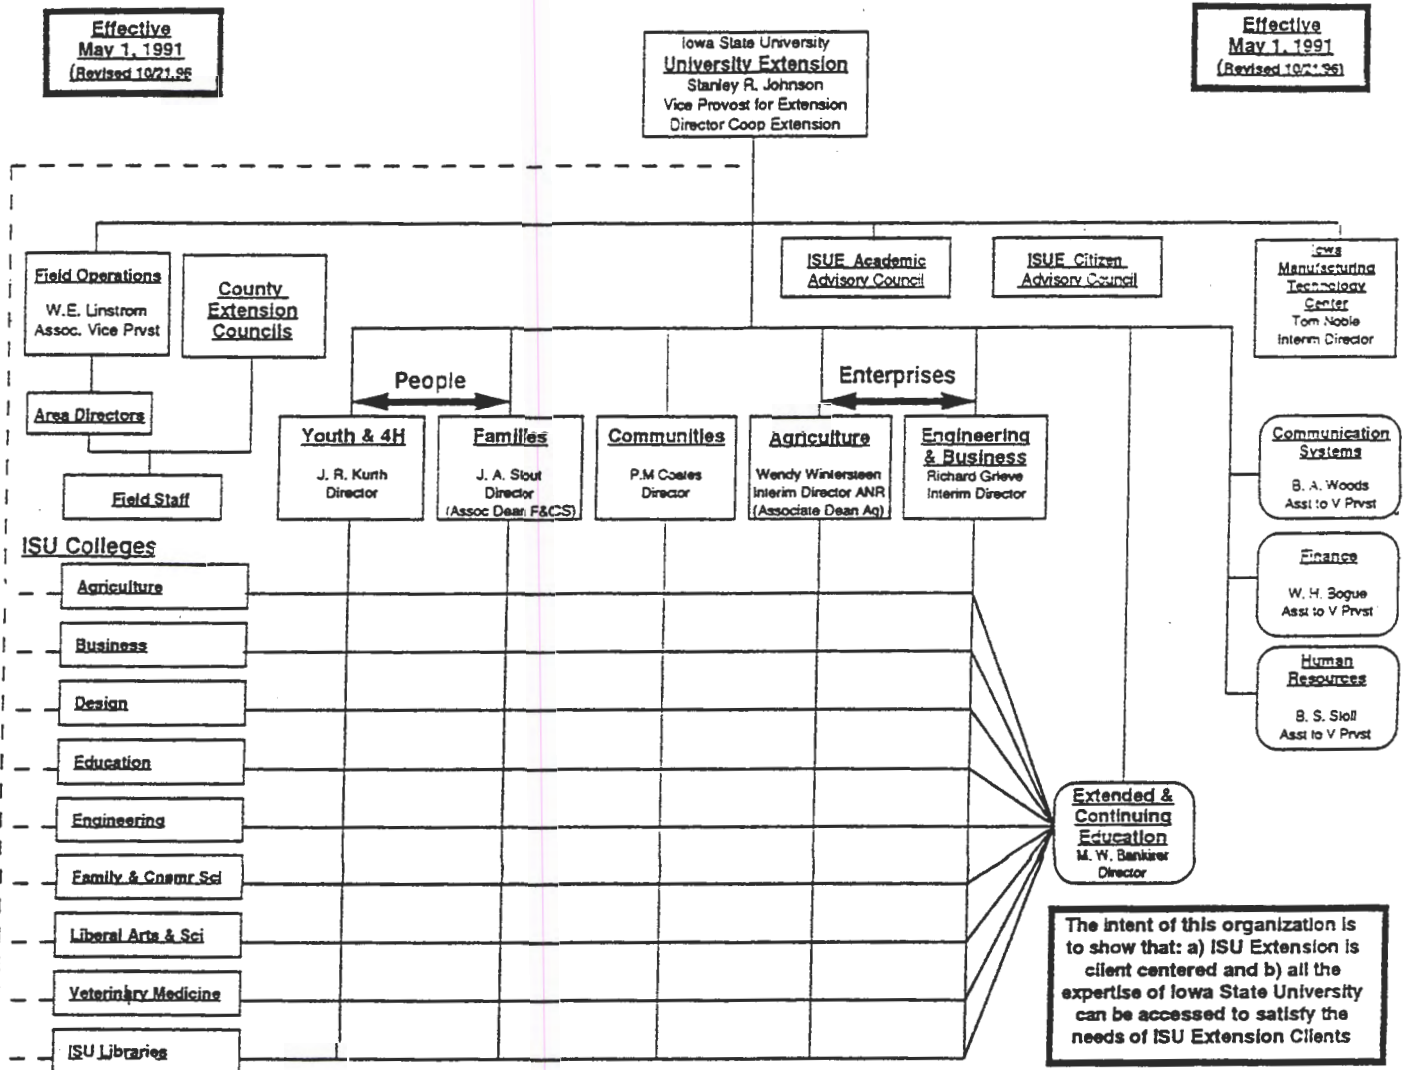 Effective
May 1, 1991
(Revised 10/21.96
Effective
May 1, 1991
(Revised 10/21.96)
Iowa State University
University Extension
Stanley R. Johnson
Vice Provost for Extension
Director Coop Extension
Field Operations
W.E. Linstrom
Assoc. Vice Prvst
County
Extension
Councils
ISUE Academic
Advisory Council
ISUE Citizen
Advisory Council
Iowa
Manufacturing
Technology
Center
Tom Noble
Interim Director
Area Directors
Field Staff
People
Enterprises
Youth & 4H
J. R. Kurth
Director
Families
J. A. Stout
Director
(Assoc Dean F&CS)
Communities
P.M Coates
Director
Agriculture
Wendy Wintersteen
Interim Director ANR
(Associate Dean Ag)
Engineering
& Business
Richard Grieve
Interim Director
Communication
Systems
B. A. Woods
Asst to V Prvst
Finance
W. H. Bogue
Asst to V Prvst
Human
Resources
B. S. Stoll
Asst to V Prvst
ISU Colleges
Agriculture
Business
Design
Education
Engineering
Family & Cnsmr Sci
Liberal Arts & Sci
Veterinary Medicine
ISU Libraries
Extended &
Continuing
Education
M. W. Bankirer
Director
The intent of this organization is
to show that: a) ISU Extension is
client centered and b) all the
expertise of Iowa State University
can be accessed to satisfy the
needs of ISU Extension Clients